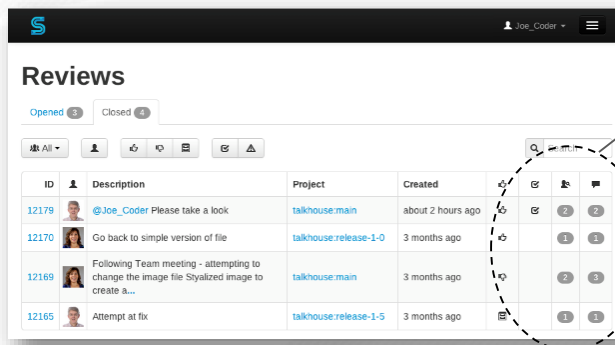 Joe_Coder
Reviews
Opened 3 Closed 4
All Search
ID Description Project Created
12179 @Joe_Coder Please take a look talkhouse:main about 2 hours ago 2 2
12170 Go back to simple version of file talkhouse:release-1-0 3 months ago 1 1
12169 Following Team meeting - attempting to
change the image file Styalized image to
create a... talkhouse:main 3 months ago 2 3
12165 Attempt at fix talkhouse:release-1-5 3 months ago 1 1